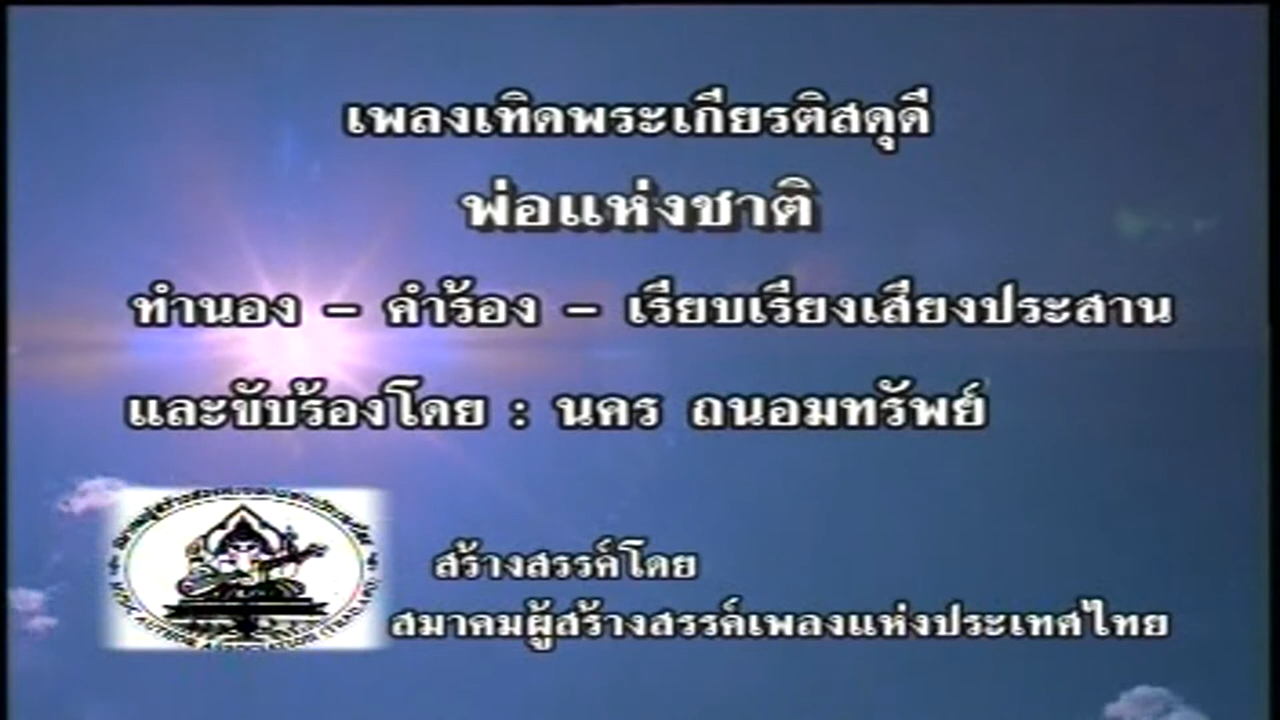 เพลงเทิดพระเกียรติสดุดี
พ่อแห่งชาติ
ทำนอง - คำร้อง - เรียบเรียงเสียงประสาน
และขับร้องโดย : นคร ถนอมทรัพย์
สร้างสรรค์โดย
สมาคมผู้สร้างสรรค์เพลงแห่งประเทศไทย